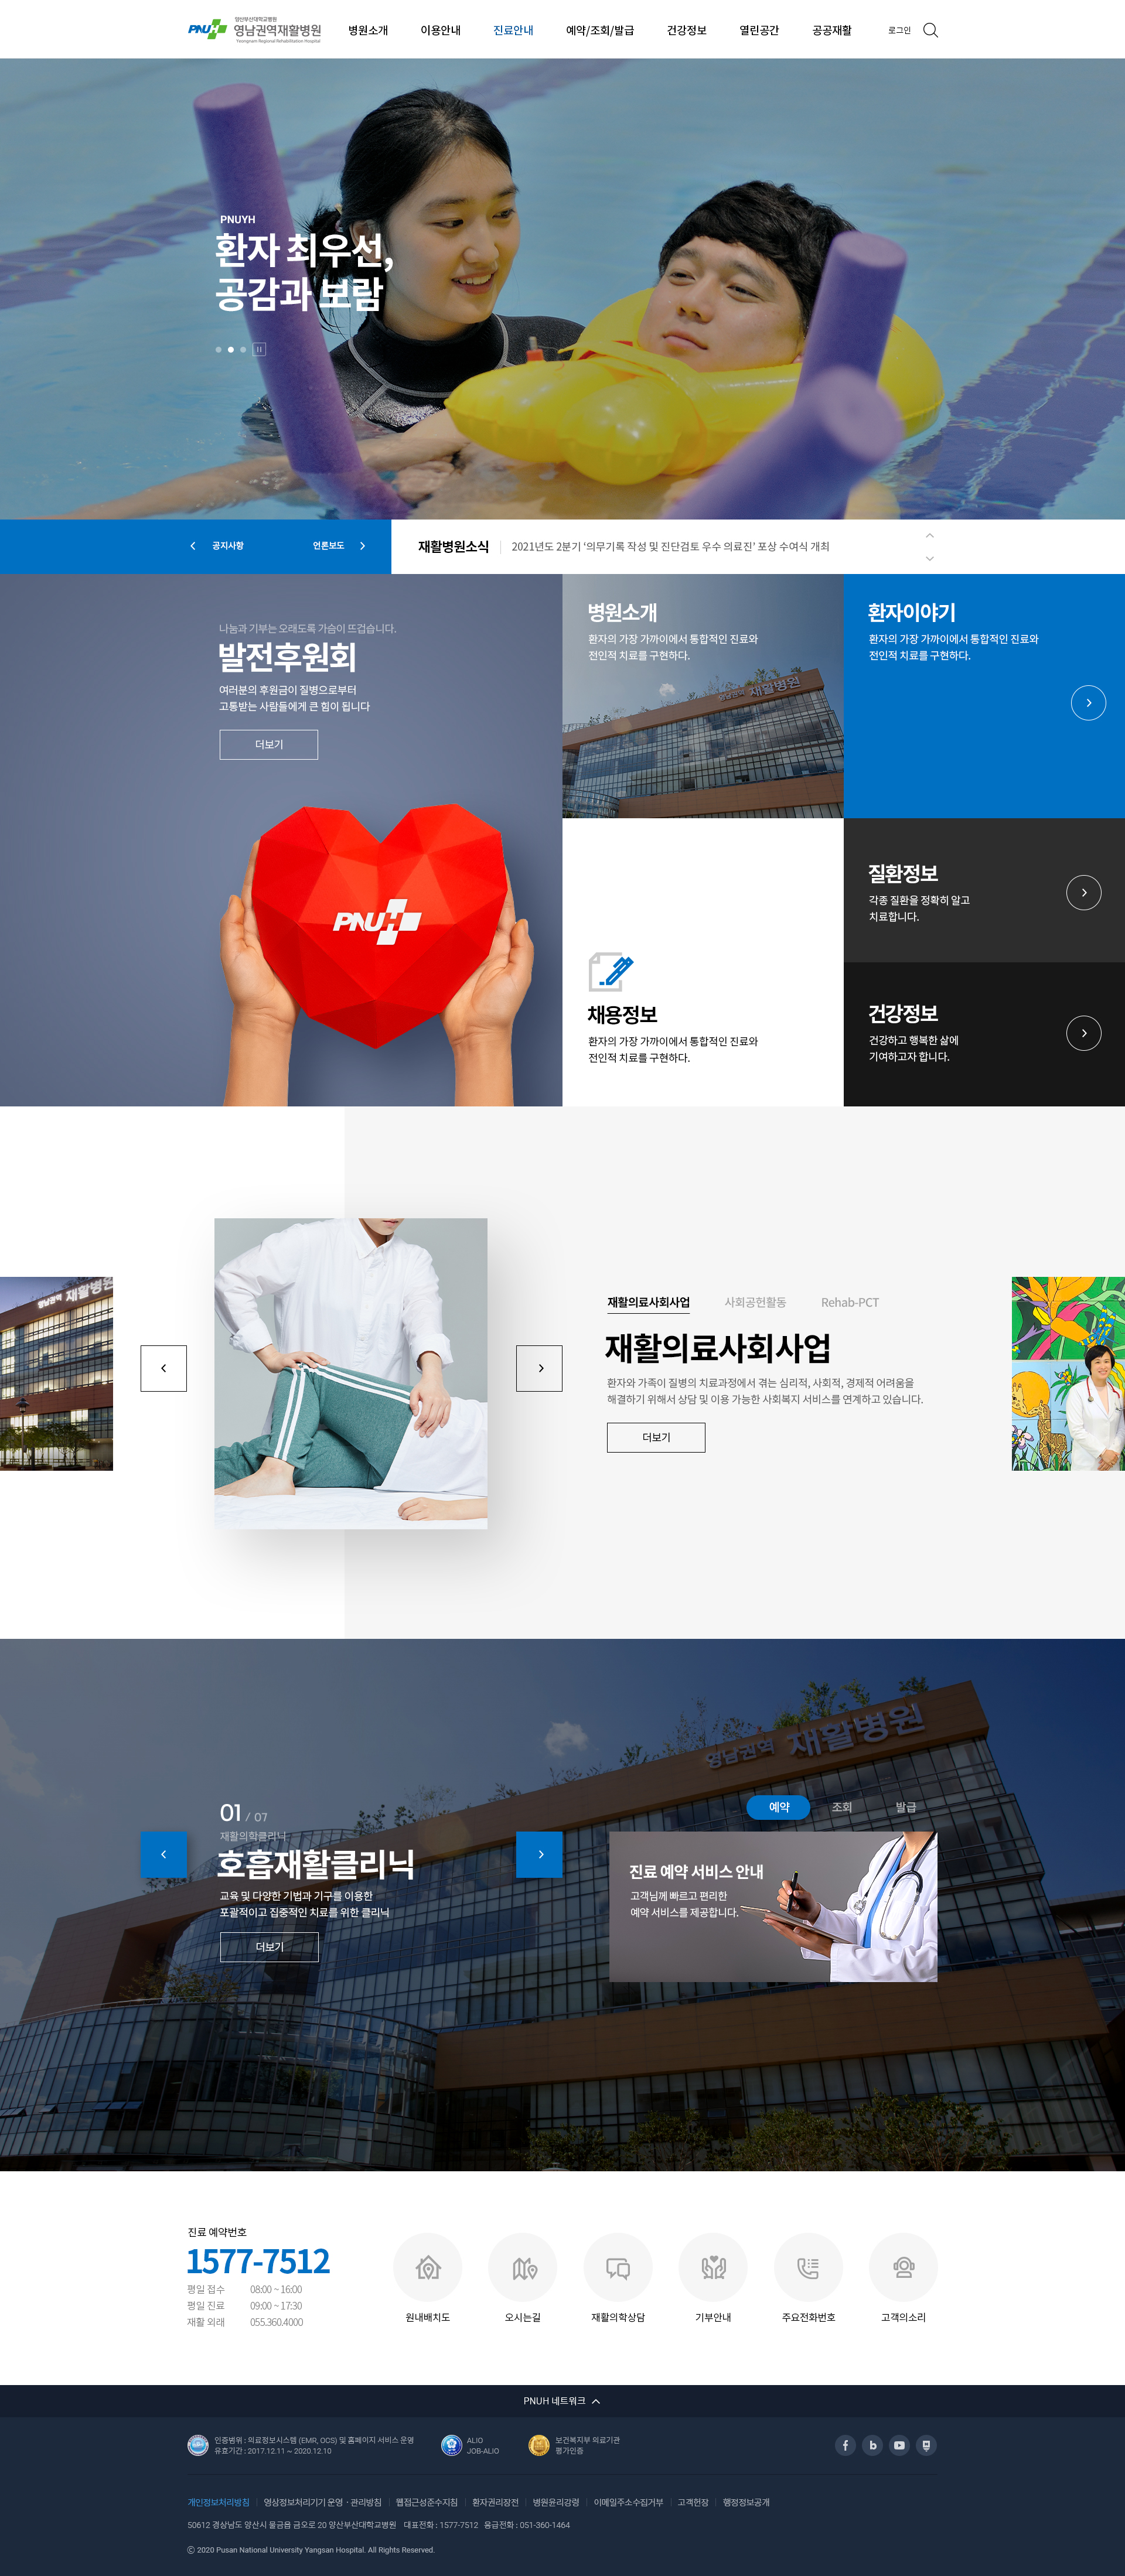 PNUH 양산부산대학교병원
영남권역재활병원
Yeongnam Regional Rehabilitation Hospital
병원소개 이용안내 진료안내 예약/조회/발급 건강정보 열린공간 공공재활 로그인
PNUYH
환자 최우선,
공감과 보람
공지사항 언론보도 재활병원소식 2021년도 2분기 ‘의무기록 작성 및 진단검토 우수 의료진’ 포상 수여식 개최
나눔과 기부는 오래도록 가슴이 뜨겁습니다.
발전후원회
여러분의 후원금이 질병으로부터
고통받는 사람들에게 큰 힘이 됩니다
더보기
PNUH
병원소개
환자의 가장 가까이에서 통합적인 진료와
전인적 치료를 구현하다.
영남권역 재활병원
환자이야기
환자의 가장 가까이에서 통합적인 진료와
전인적 치료를 구현하다.
채용정보
환자의 가장 가까이에서 통합적인 진료와
전인적 치료를 구현하다.
질환정보
각종 질환을 정확히 알고
치료합니다.
건강정보
건강하고 행복한 삶에
기여하고자 합니다.
영남권역 재활병원
재활의료사회사업 사회공헌활동 Rehab-PCT
재활의료사회사업
환자와 가족이 질병의 치료과정에서 겪는 심리적, 사회적, 경제적 어려움을
해결하기 위해서 상담 및 이용 가능한 사회복지 서비스를 연계하고 있습니다.
더보기
영남권역 재활병원
01 / 07
재활의학클리닉
호흡재활클리닉
교육 및 다양한 기법과 기구를 이용한
포괄적이고 집중적인 치료를 위한 클리닉
더보기
예약 조회 발급
진료 예약 서비스 안내
고객님께 빠르고 편리한
예약 서비스를 제공합니다.
진료 예약번호
1577-7512
평일 접수 08:00 ~ 16:00
평일 진료 09:00 ~ 17:30
재활 외래 055.360.4000
원내배치도 오시는길 재활의학상담 기부안내 주요전화번호 고객의소리
PNUH 네트워크
인증범위 : 의료정보시스템 (EMR, OCS) 및 홈페이지 서비스 운영
유효기간 : 2017.12.11 ~ 2020.12.10
ALIO
JOB-ALIO
보건복지부 의료기관
평가인증
개인정보처리방침 영상정보처리기기 운영 · 관리방침 웹접근성준수지침 환자권리장전 병원윤리강령 이메일주소수집거부 고객헌장 행정정보공개
50612 경상남도 양산시 물금읍 금오로 20 양산부산대학교병원 대표전화 : 1577-7512 응급전화 : 051-360-1464
ⓒ 2020 Pusan National University Yangsan Hospital. All Rights Reserved.